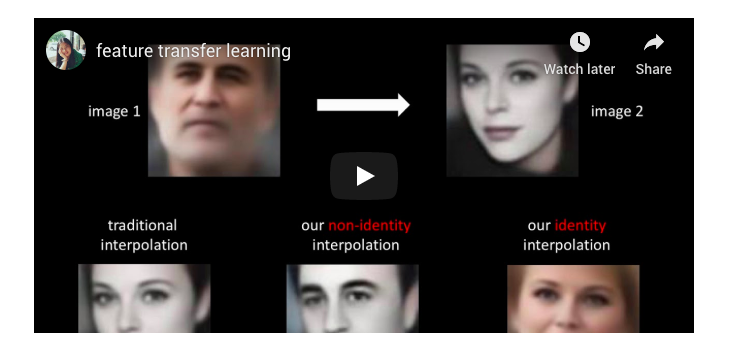 feature transfer learning
Watch later
Share
image 1
image 2
traditional
interpolation
our non-identity
interpolation
our identity
interpolation